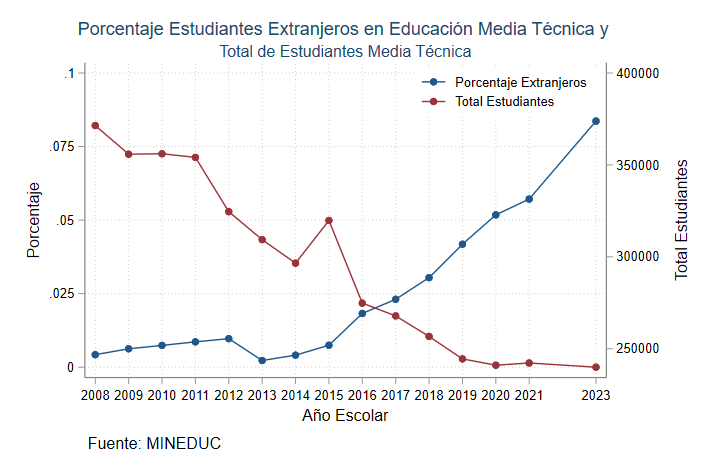 Porcentaje Estudiantes Extranjeros en Educación Media Técnica y
Total de Estudiantes Media Técnica
Porcentaje Extranjeros
Total Estudiantes
Porcentaje
.1
.075
.05
.025
0
400000
350000
300000
250000
Total Estudiantes
2008 2009 2010 2011 2012 2013 2014 2015 2016 2017 2018 2019 2020 2021 2023
Año Escolar
Fuente: MINEDUC